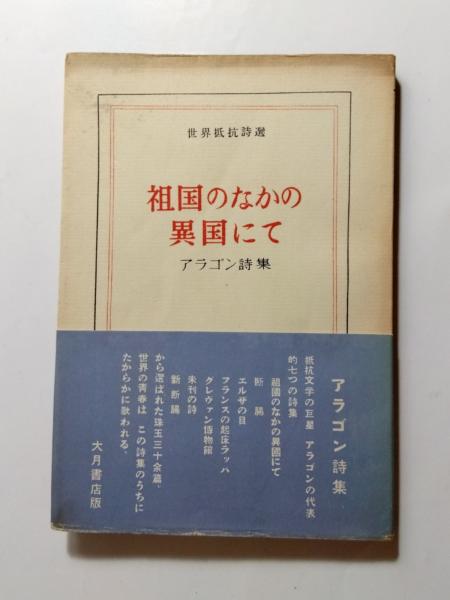 世界抵抗詩選
祖国のなかの
異国にて
アラゴン詩集
アラゴン詩集
抵抗文学の巨星 アラゴンの代表
的七つの詩集
祖國のなかの異國にて
断腸
エルザの目
フランスの起床ラッパ
グレヴァン博物館
未刊の詩
新断腸
から選ばれた珠玉三十余篇.
世界の青春は この詩集のうちに
たからかに歌われる.
大月書店版